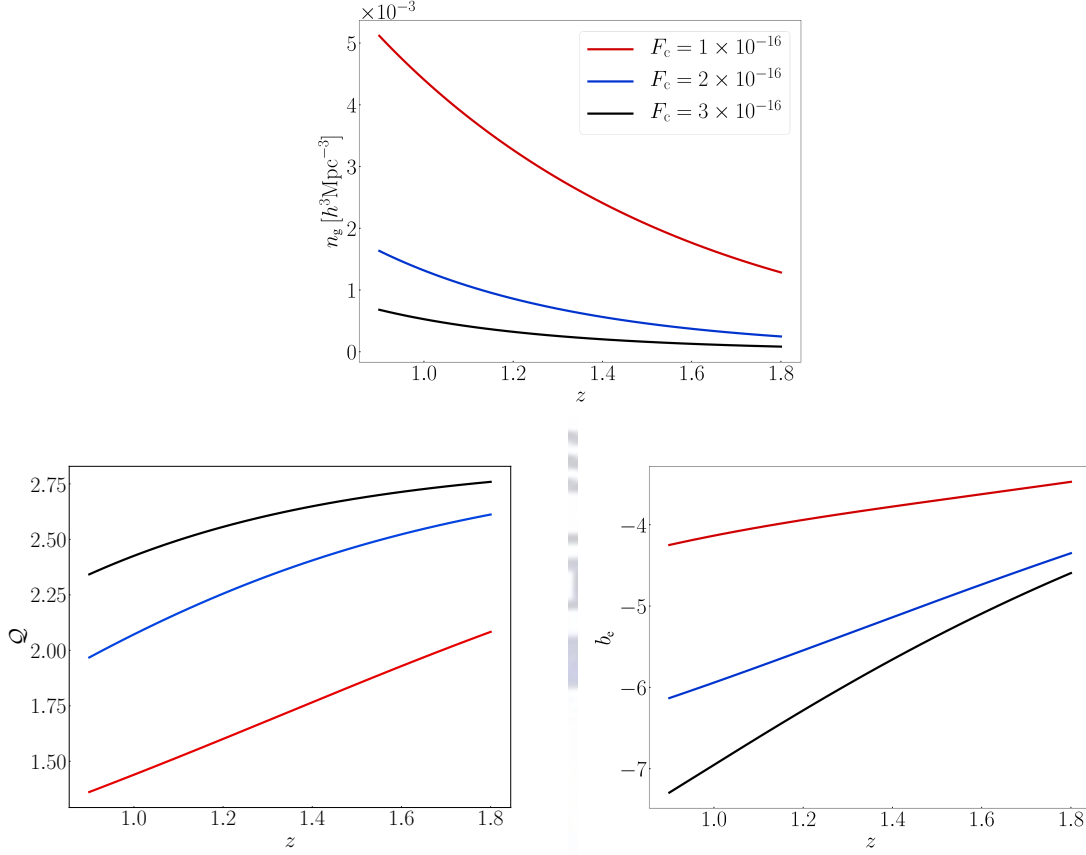 ×10⁻³
5
4
3
2
1
0
n_g [h³Mpc⁻³]
F_c = 1 × 10⁻¹⁶
F_c = 2 × 10⁻¹⁶
F_c = 3 × 10⁻¹⁶
1.0 1.2 1.4 1.6 1.8
z
2.75
2.50
2.25
2.00
1.75
1.50
𝒬
1.0 1.2 1.4 1.6 1.8
z
−4
−5
−6
−7
b_e
1.0 1.2 1.4 1.6 1.8
z